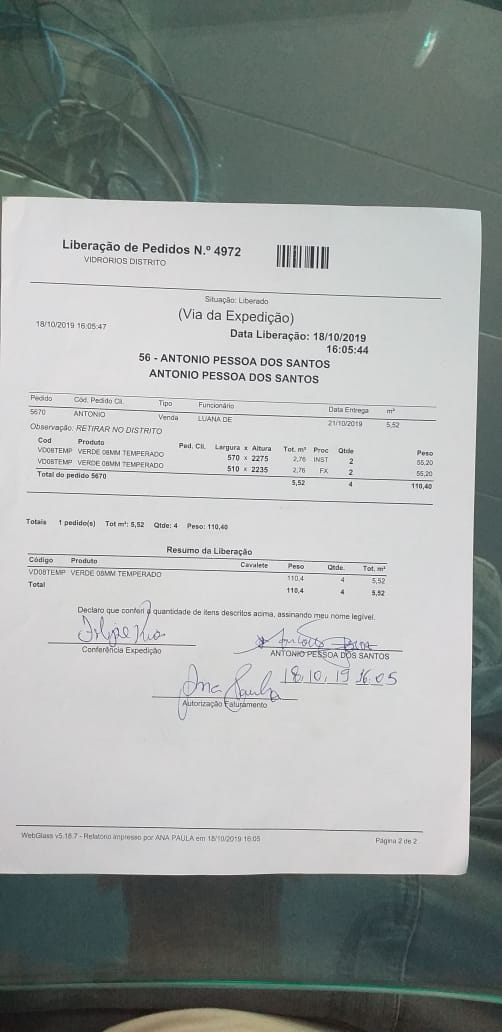 Liberação de Pedidos N.º 4972
VIDRORIOS DISTRITO
Situação: Liberado
(Via da Expedição)
18/10/2019 16:05:47
Data Liberação: 18/10/2019
16:05:44
56 - ANTONIO PESSOA DOS SANTOS
ANTONIO PESSOA DOS SANTOS
Pedido Cód. Pedido Cli. Tipo Funcionário Data Entrega m²
5670 ANTONIO Venda LUANA DE 21/10/2019 5,52
Observação: RETIRAR NO DISTRITO
Cod Produto Ped. Cli. Largura x Altura Tot. m² Proc Qtde Peso
VD08TEMP VERDE 08MM TEMPERADO 570 x 2275 2,76 INST 2 55,20
VD08TEMP VERDE 08MM TEMPERADO 510 x 2235 2,76 FX 2 55,20
Total do pedido 5670 5,52 4 110,40
Totais 1 pedido(s) Tot m²: 5,52 Qtde: 4 Peso: 110,40
Resumo da Liberação
Código Produto Cavalete Peso Qtde. Tot. m²
VD08TEMP VERDE 08MM TEMPERADO 110,4 4 5,52
Total 110,4 4 5,52
Declaro que conferi a quantidade de itens descritos acima, assinando meu nome legível.
Conferência Expedição
ANTONIO PESSOA DOS SANTOS
18.10.19 16:05
Ana Paula
Autorização Faturamento
WebGlass v5.16.7 - Relatório impresso por ANA PAULA em 18/10/2019 16:05
Página 2 de 2